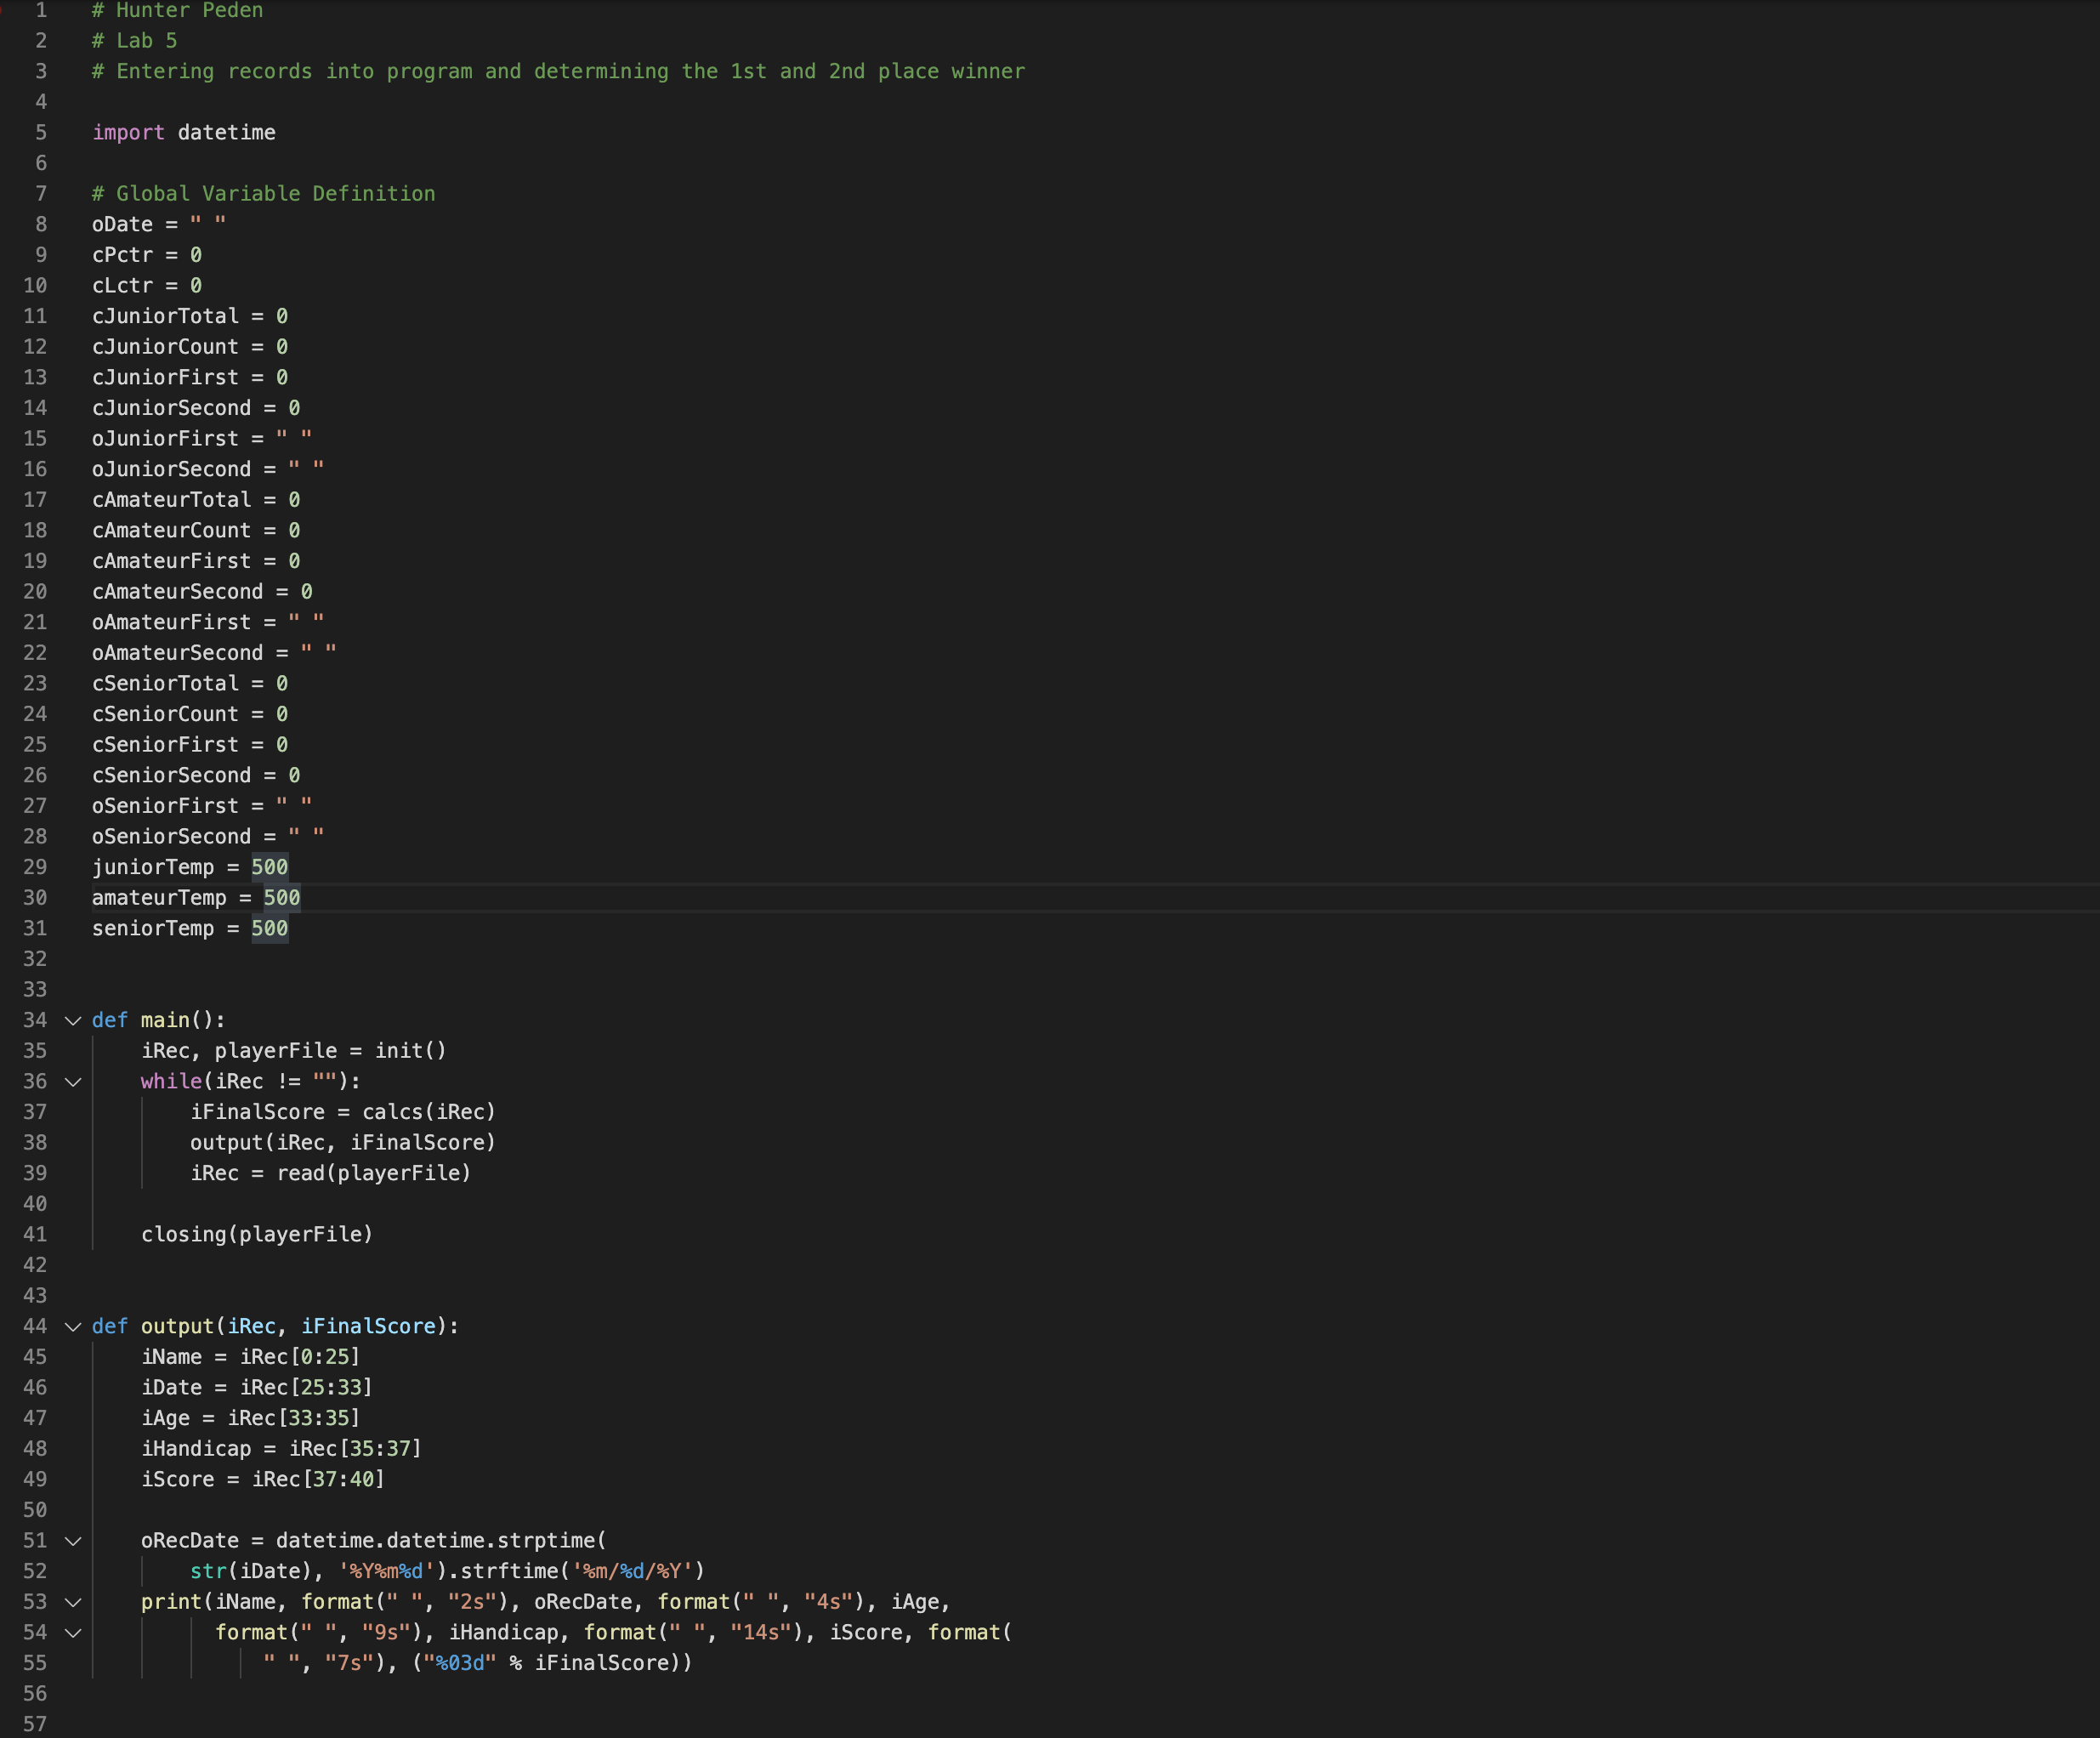 1 # Hunter Peden
2 # Lab 5
3 # Entering records into program and determining the 1st and 2nd place winner
4
5 import datetime
6
7 # Global Variable Definition
8 oDate = " "
9 cPctr = 0
10 cLctr = 0
11 cJuniorTotal = 0
12 cJuniorCount = 0
13 cJuniorFirst = 0
14 cJuniorSecond = 0
15 oJuniorFirst = " "
16 oJuniorSecond = " "
17 cAmateurTotal = 0
18 cAmateurCount = 0
19 cAmateurFirst = 0
20 cAmateurSecond = 0
21 oAmateurFirst = " "
22 oAmateurSecond = " "
23 cSeniorTotal = 0
24 cSeniorCount = 0
25 cSeniorFirst = 0
26 cSeniorSecond = 0
27 oSeniorFirst = " "
28 oSeniorSecond = " "
29 juniorTemp = 500
30 amateurTemp = 500
31 seniorTemp = 500
32
33
34 def main():
35     iRec, playerFile = init()
36     while(iRec != ""):
37         iFinalScore = calcs(iRec)
38         output(iRec, iFinalScore)
39         iRec = read(playerFile)
40
41     closing(playerFile)
42
43
44 def output(iRec, iFinalScore):
45     iName = iRec[0:25]
46     iDate = iRec[25:33]
47     iAge = iRec[33:35]
48     iHandicap = iRec[35:37]
49     iScore = iRec[37:40]
50
51     oRecDate = datetime.datetime.strptime(
52         str(iDate), '%Y%m%d').strftime('%m/%d/%Y')
53     print(iName, format(" ", "2s"), oRecDate, format(" ", "4s"), iAge,
54           format(" ", "9s"), iHandicap, format(" ", "14s"), iScore, format(
55               " ", "7s"), ("%03d" % iFinalScore))
56
57